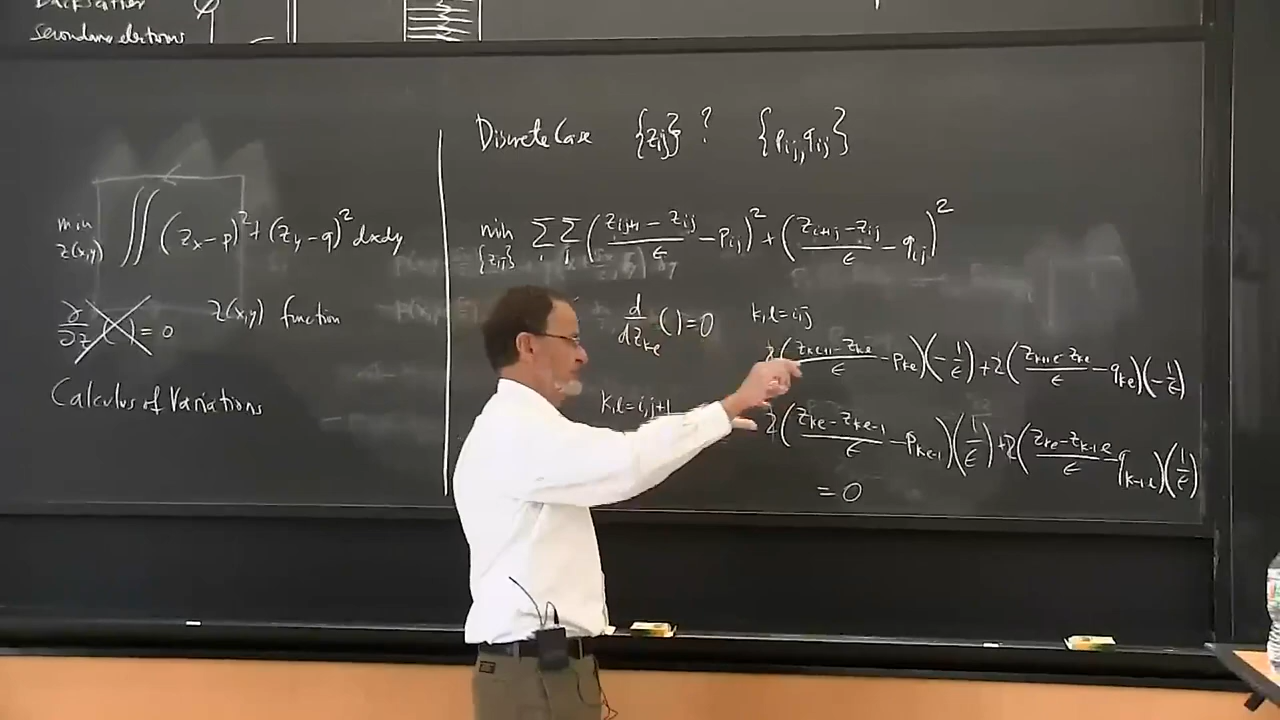 Backscatter
secondary electrons
min z(x,y) ∬ (z_x - p)² + (z_y - q)² dxdy
∂/∂z ( ) = 0   z(x,y) function
Calculus of Variations
Discrete Case {z_ij} ? {p_ij, q_ij}
min {z_ij} Σ_i Σ_j ((z_ij+1 - z_ij)/ϵ - p_ij)² + ((z_i+1j - z_ij)/ϵ - q_ij)²
d/dz_kℓ ( ) = 0   k,ℓ = i,j
2((z_kℓ+1 - z_kℓ)/ϵ - p_kℓ)(-1/ϵ) + 2((z_k+1ℓ - z_kℓ)/ϵ - q_kℓ)(-1/ϵ)
k,ℓ = i,j+1
2((z_kℓ - z_kℓ-1)/ϵ - p_kℓ-1)(1/ϵ) + 2((z_kℓ - z_k-1ℓ)/ϵ - q_k-1ℓ)(1/ϵ)
= 0